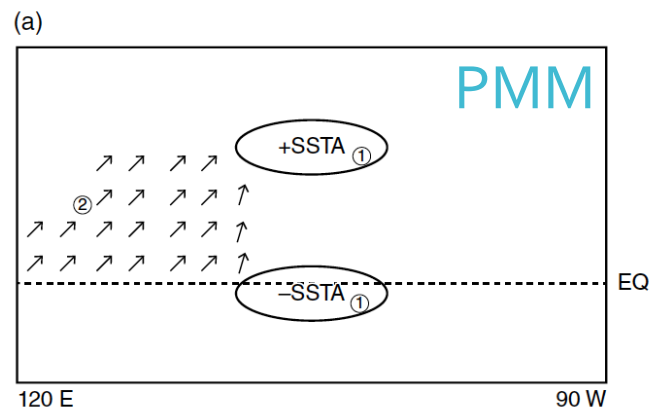 (a)
PMM
+SSTA ①
②
EQ
–SSTA ①
120 E
90 W